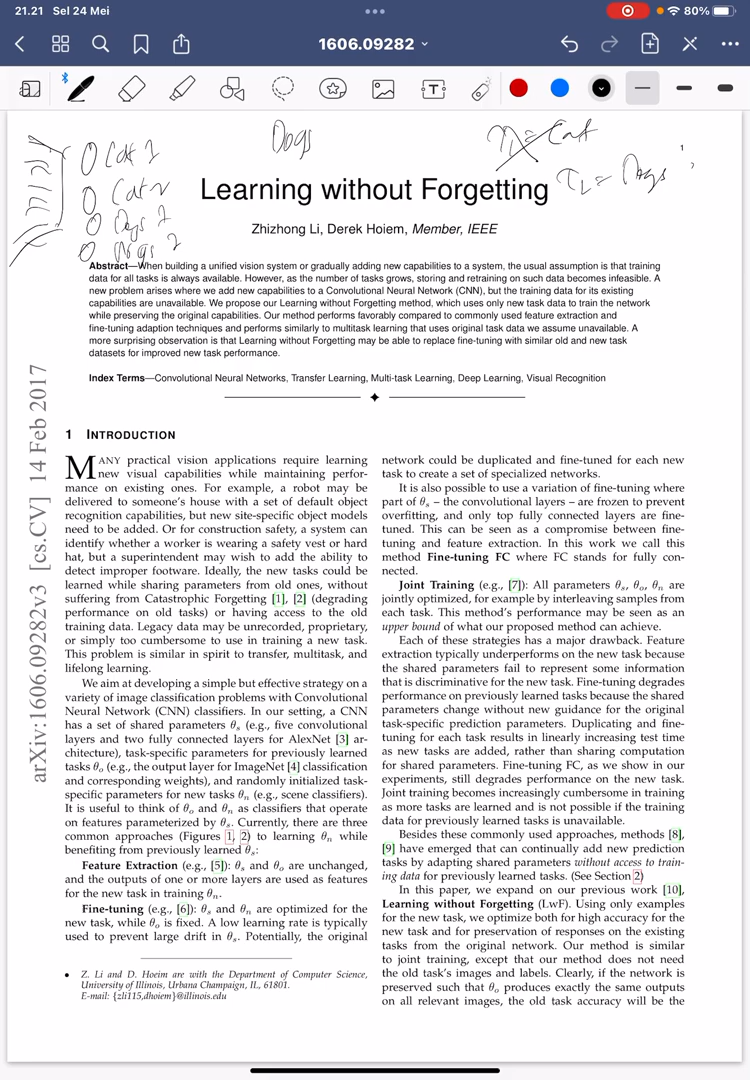 21.21 Sel 24 Mei
80%
1606.09282
T
Dogs
T1 = Cat
T2 = Dogs
Cat 1
Cat 2
Dogs 1
Dogs 2
Learning without Forgetting
Zhizhong Li, Derek Hoiem, Member, IEEE
Abstract—When building a unified vision system or gradually adding new capabilities to a system, the usual assumption is that training
data for all tasks is always available. However, as the number of tasks grows, storing and retraining on such data becomes infeasible. A
new problem arises where we add new capabilities to a Convolutional Neural Network (CNN), but the training data for its existing
capabilities are unavailable. We propose our Learning without Forgetting method, which uses only new task data to train the network
while preserving the original capabilities. Our method performs favorably compared to commonly used feature extraction and
fine-tuning adaption techniques and performs similarly to multitask learning that uses original task data we assume unavailable. A
more surprising observation is that Learning without Forgetting may be able to replace fine-tuning with similar old and new task
datasets for improved new task performance.
Index Terms—Convolutional Neural Networks, Transfer Learning, Multi-task Learning, Deep Learning, Visual Recognition
arXiv:1606.09282v3 [cs.CV] 14 Feb 2017
1 INTRODUCTION
MANY practical vision applications require learning
new visual capabilities while maintaining perfor-
mance on existing ones. For example, a robot may be
delivered to someone's house with a set of default object
recognition capabilities, but new site-specific object models
need to be added. Or for construction safety, a system can
identify whether a worker is wearing a safety vest or hard
hat, but a superintendent may wish to add the ability to
detect improper footware. Ideally, the new tasks could be
learned while sharing parameters from old ones, without
suffering from Catastrophic Forgetting [1], [2] (degrading
performance on old tasks) or having access to the old
training data. Legacy data may be unrecorded, proprietary,
or simply too cumbersome to use in training a new task.
This problem is similar in spirit to transfer, multitask, and
lifelong learning.
We aim at developing a simple but effective strategy on a
variety of image classification problems with Convolutional
Neural Network (CNN) classifiers. In our setting, a CNN
has a set of shared parameters θs (e.g., five convolutional
layers and two fully connected layers for AlexNet [3] ar-
chitecture), task-specific parameters for previously learned
tasks θo (e.g., the output layer for ImageNet [4] classification
and corresponding weights), and randomly initialized task-
specific parameters for new tasks θn (e.g., scene classifiers).
It is useful to think of θo and θn as classifiers that operate
on features parameterized by θs. Currently, there are three
common approaches (Figures 1, 2) to learning θn while
benefiting from previously learned θs:
Feature Extraction (e.g., [5]): θs and θo are unchanged,
and the outputs of one or more layers are used as features
for the new task in training θn.
Fine-tuning (e.g., [6]): θs and θn are optimized for the
new task, while θo is fixed. A low learning rate is typically
used to prevent large drift in θs. Potentially, the original
• Z. Li and D. Hoeim are with the Department of Computer Science,
University of Illinois, Urbana Champaign, IL, 61801.
E-mail: {zli115,dhoiem}@illinois.edu
network could be duplicated and fine-tuned for each new
task to create a set of specialized networks.
It is also possible to use a variation of fine-tuning where
part of θs – the convolutional layers – are frozen to prevent
overfitting, and only top fully connected layers are fine-
tuned. This can be seen as a compromise between fine-
tuning and feature extraction. In this work we call this
method Fine-tuning FC where FC stands for fully con-
nected.
Joint Training (e.g., [7]): All parameters θs, θo, θn are
jointly optimized, for example by interleaving samples from
each task. This method's performance may be seen as an
upper bound of what our proposed method can achieve.
Each of these strategies has a major drawback. Feature
extraction typically underperforms on the new task because
the shared parameters fail to represent some information
that is discriminative for the new task. Fine-tuning degrades
performance on previously learned tasks because the shared
parameters change without new guidance for the original
task-specific prediction parameters. Duplicating and fine-
tuning for each task results in linearly increasing test time
as new tasks are added, rather than sharing computation
for shared parameters. Fine-tuning FC, as we show in our
experiments, still degrades performance on the new task.
Joint training becomes increasingly cumbersome in training
as more tasks are learned and is not possible if the training
data for previously learned tasks is unavailable.
Besides these commonly used approaches, methods [8],
[9] have emerged that can continually add new prediction
tasks by adapting shared parameters without access to train-
ing data for previously learned tasks. (See Section 2)
In this paper, we expand on our previous work [10],
Learning without Forgetting (LwF). Using only examples
for the new task, we optimize both for high accuracy for the
new task and for preservation of responses on the existing
tasks from the original network. Our method is similar
to joint training, except that our method does not need
the old task's images and labels. Clearly, if the network is
preserved such that θo produces exactly the same outputs
on all relevant images, the old task accuracy will be the